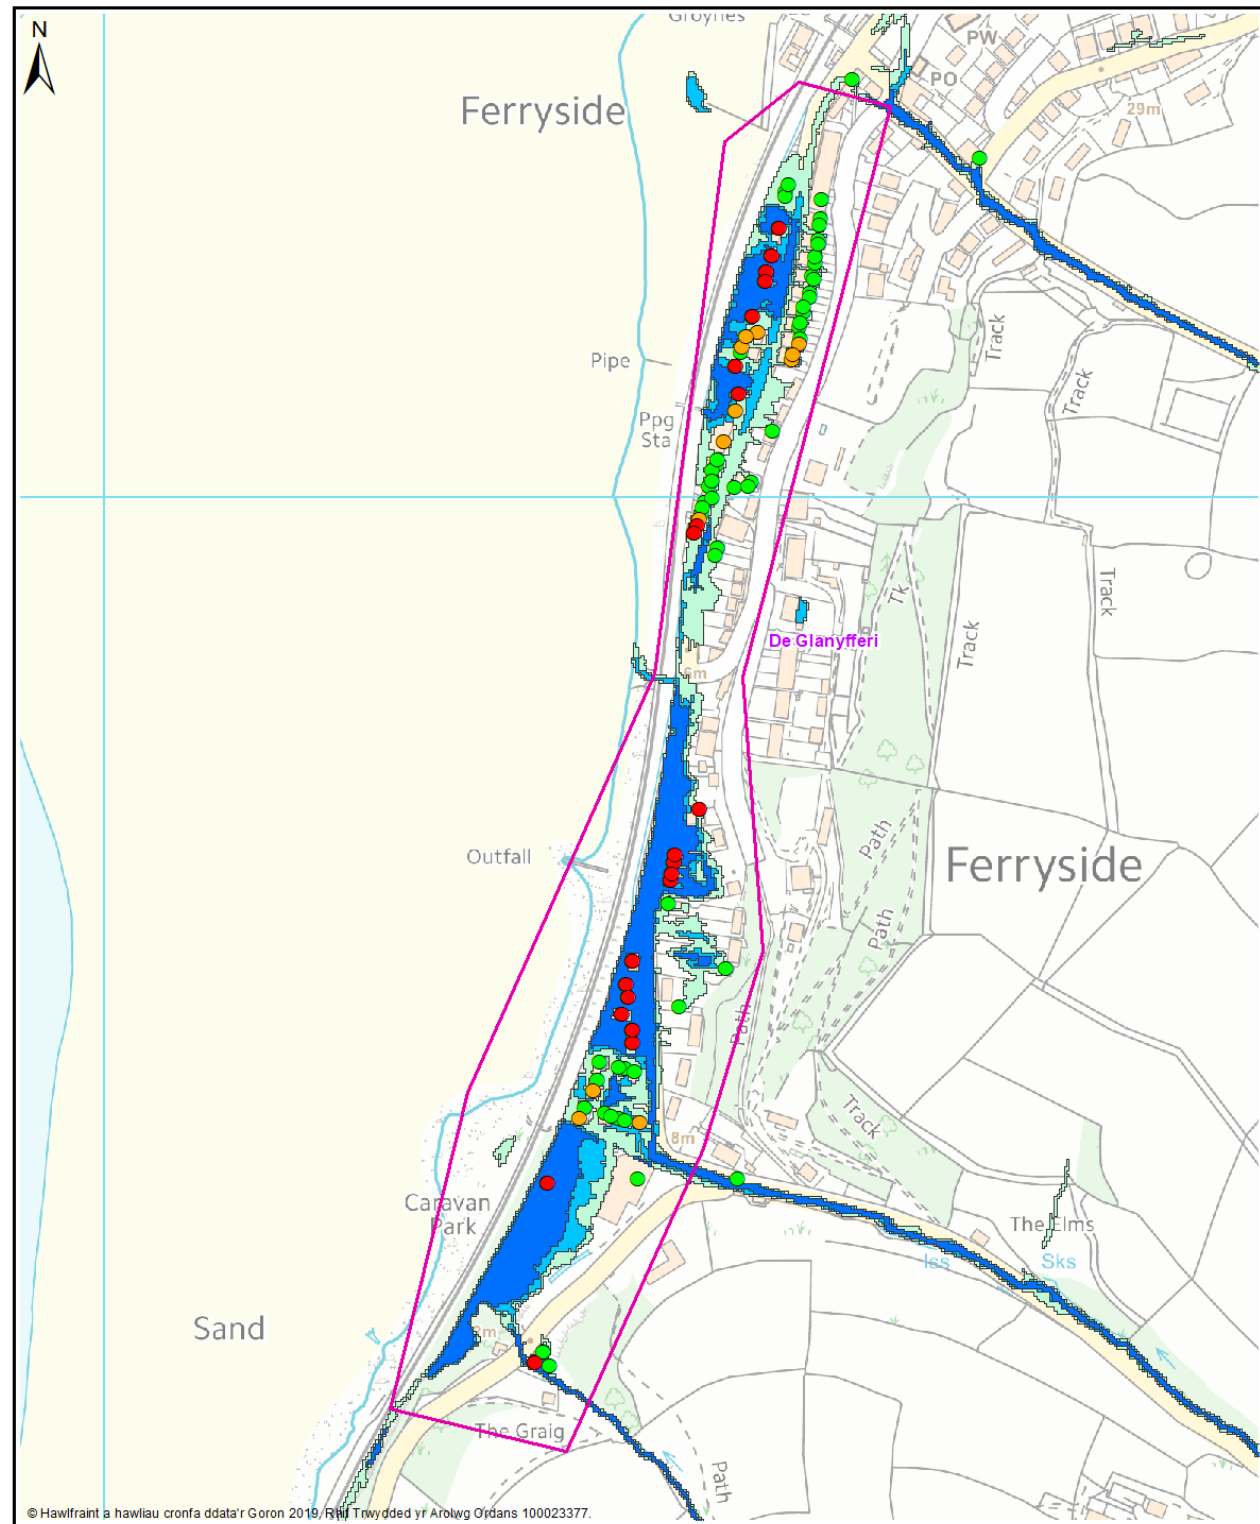 N
Groynes
PW
PO
Ferryside
29m
Track
Track
Pipe
Ppg
Sta
Tk
Track
Track
De Glanyfferi
6m
Outfall
Path
Ferryside
Path
Path
Track
8m
Caravan
Park
The Elms
Iss
Sks
Sand
The Graig
Path
© Hawlfraint a hawliau cronfa ddata'r Goron 2019. Rhif Trwydded yr Arolwg Ordans 100023377.